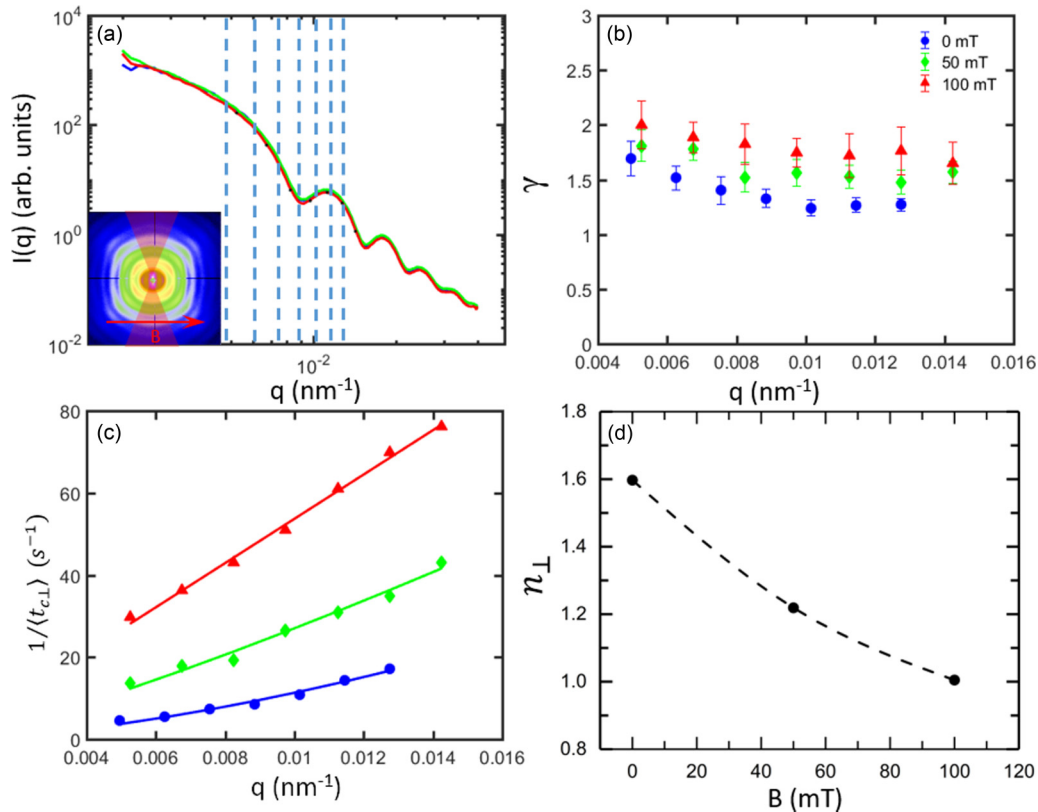 (a)
10^4
10^2
10^0
10^-2
I(q) (arb. units)
B
10^-2
q (nm^-1)
(b)
0 mT
50 mT
100 mT
3
2.5
2
1.5
1
γ
0.004 0.006 0.008 0.01 0.012 0.014 0.016
q (nm^-1)
(c)
80
60
40
20
0
1/⟨t_c⊥⟩ (s^-1)
0.004 0.006 0.008 0.01 0.012 0.014 0.016
q (nm^-1)
(d)
1.8
1.6
1.4
1.2
1.0
0.8
n_⊥
0 20 40 60 80 100 120
B (mT)